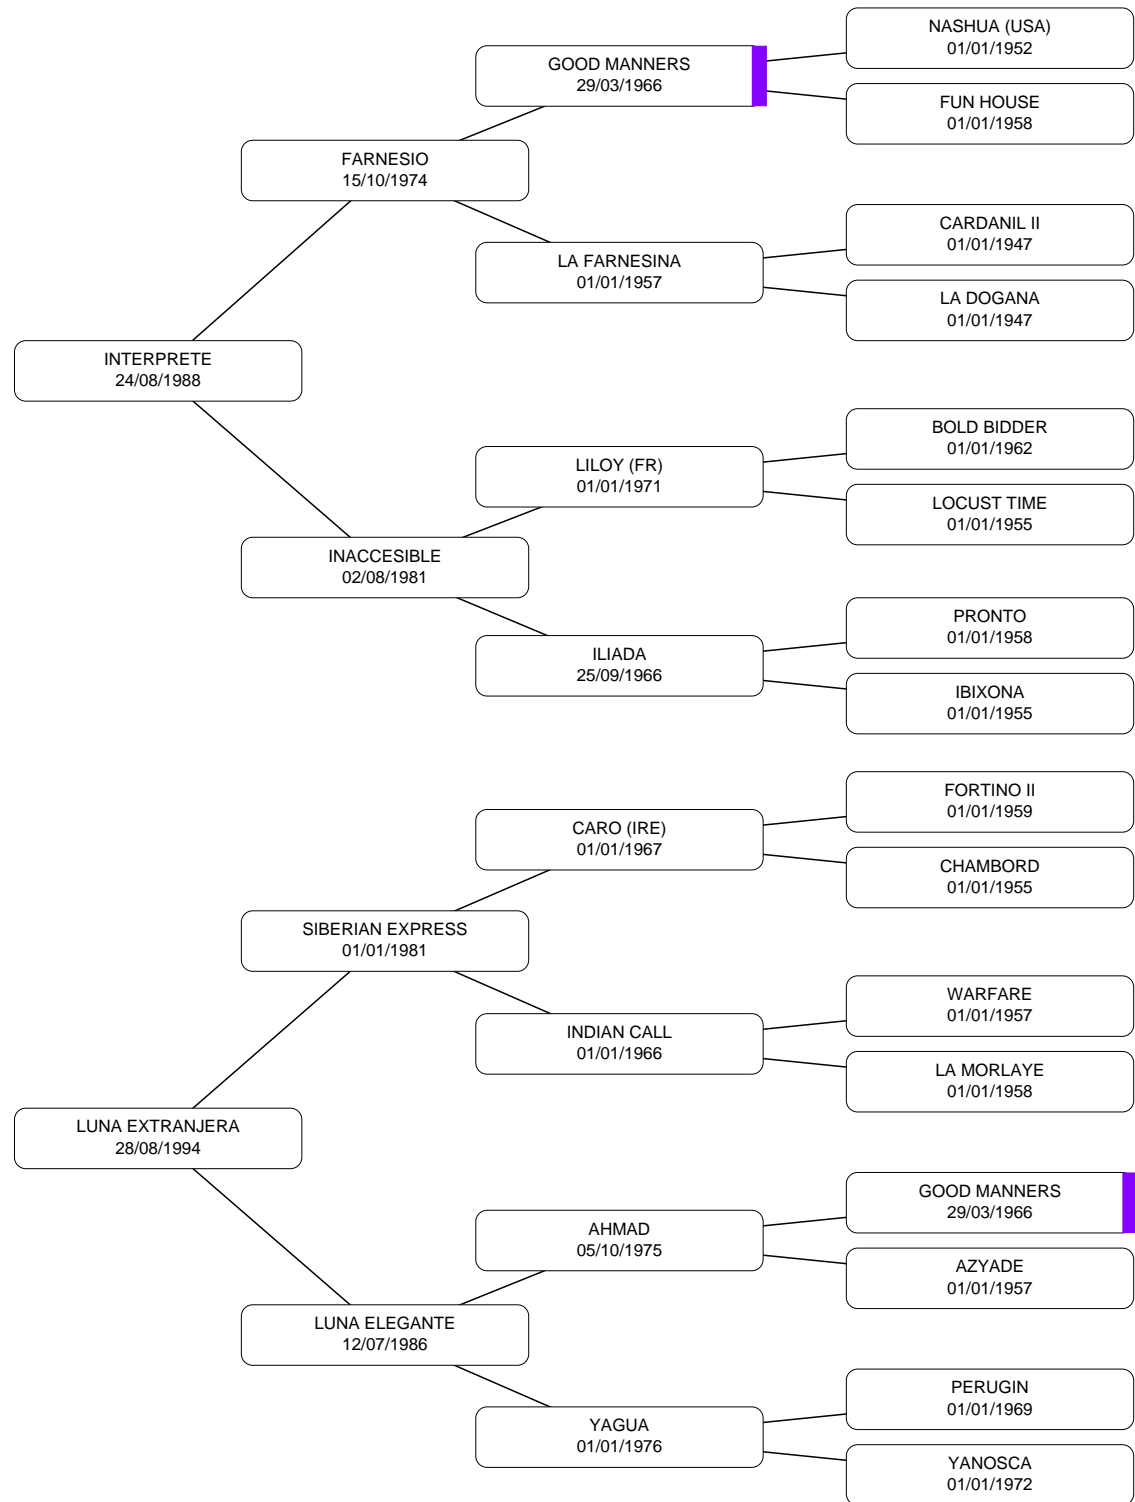 NASHUA (USA)
01/01/1952
GOOD MANNERS
29/03/1966
FUN HOUSE
01/01/1958
FARNESIO
15/10/1974
CARDANIL II
01/01/1947
LA FARNESINA
01/01/1957
LA DOGANA
01/01/1947
INTERPRETE
24/08/1988
BOLD BIDDER
01/01/1962
LILOY (FR)
01/01/1971
LOCUST TIME
01/01/1955
INACCESIBLE
02/08/1981
PRONTO
01/01/1958
ILIADA
25/09/1966
IBIXONA
01/01/1955
FORTINO II
01/01/1959
CARO (IRE)
01/01/1967
CHAMBORD
01/01/1955
SIBERIAN EXPRESS
01/01/1981
WARFARE
01/01/1957
INDIAN CALL
01/01/1966
LA MORLAYE
01/01/1958
LUNA EXTRANJERA
28/08/1994
GOOD MANNERS
29/03/1966
AHMAD
05/10/1975
AZYADE
01/01/1957
LUNA ELEGANTE
12/07/1986
PERUGIN
01/01/1969
YAGUA
01/01/1976
YANOSCA
01/01/1972